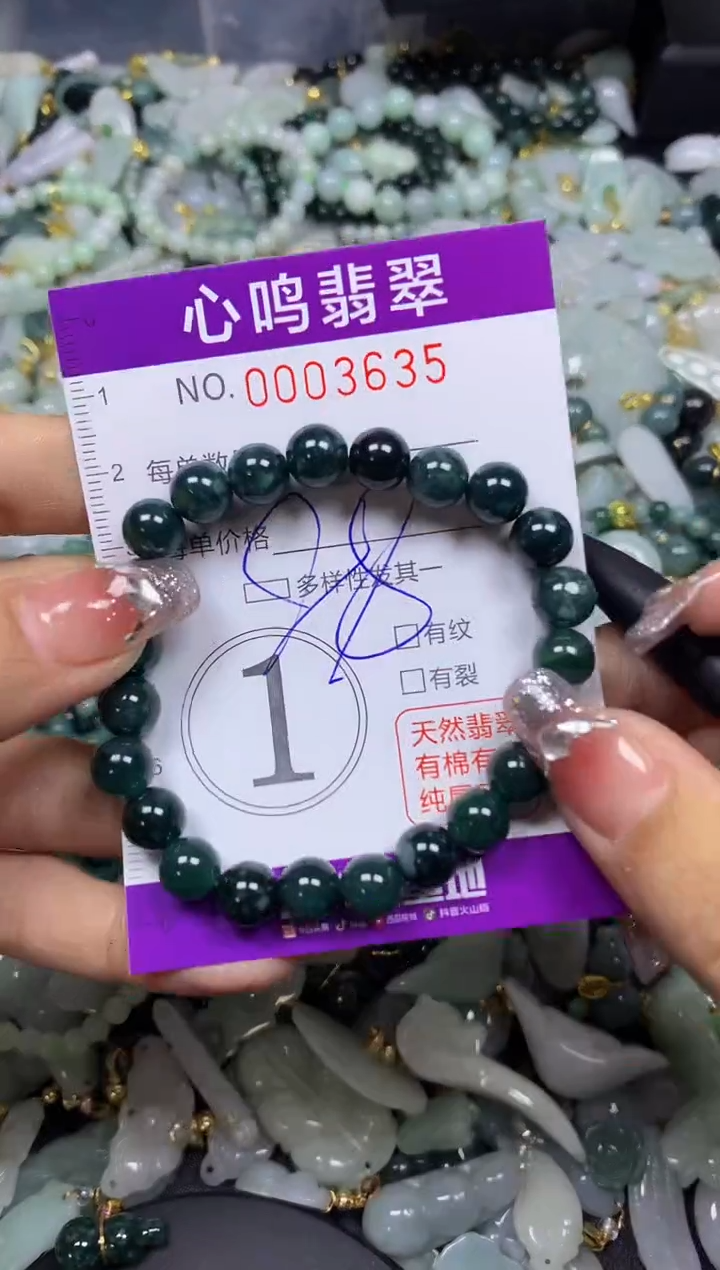 心鸣翡翠
NO. 0003635
1
2 每单数
每单价格
98
多样性发其一
1
有纹
有裂
天然翡翠
有棉有
6
纯
抖音火山版